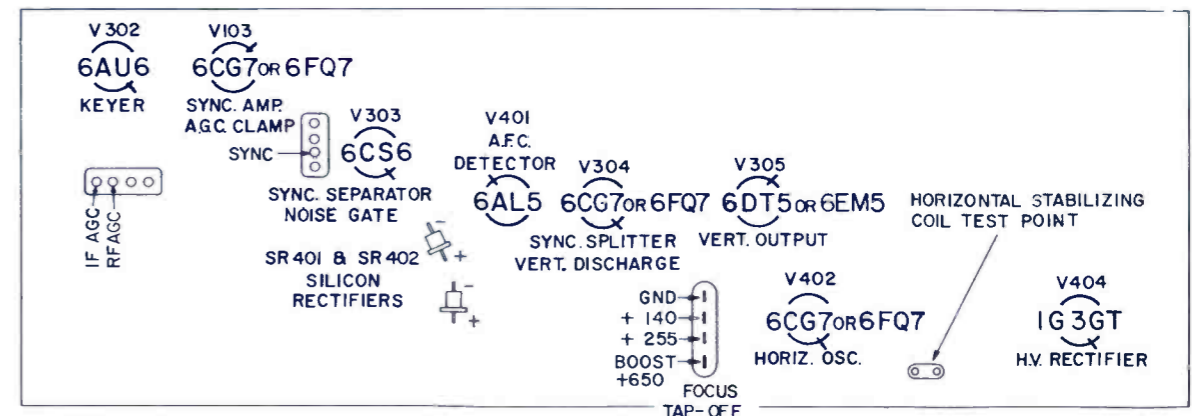 V302
6AU6
KEYER
V103
6CG7 OR 6FQ7
SYNC. AMP.
A.G.C. CLAMP
SYNC
V303
6CS6
SYNC. SEPARATOR
NOISE GATE
IF AGC
RF AGC
SR401 & SR402
SILICON
RECTIFIERS
-
+
-
+
V401
A.F.C.
DETECTOR
6AL5
V304
6CG7 OR 6FQ7
SYNC. SPLITTER
VERT. DISCHARGE
V305
6DT5 OR 6EM5
VERT. OUTPUT
HORIZONTAL STABILIZING
COIL TEST POINT
GND
+ 140
+ 255
BOOST
+650
FOCUS
TAP-OFF
V402
6CG7 OR 6FQ7
HORIZ. OSC.
V404
1G3GT
H.V. RECTIFIER